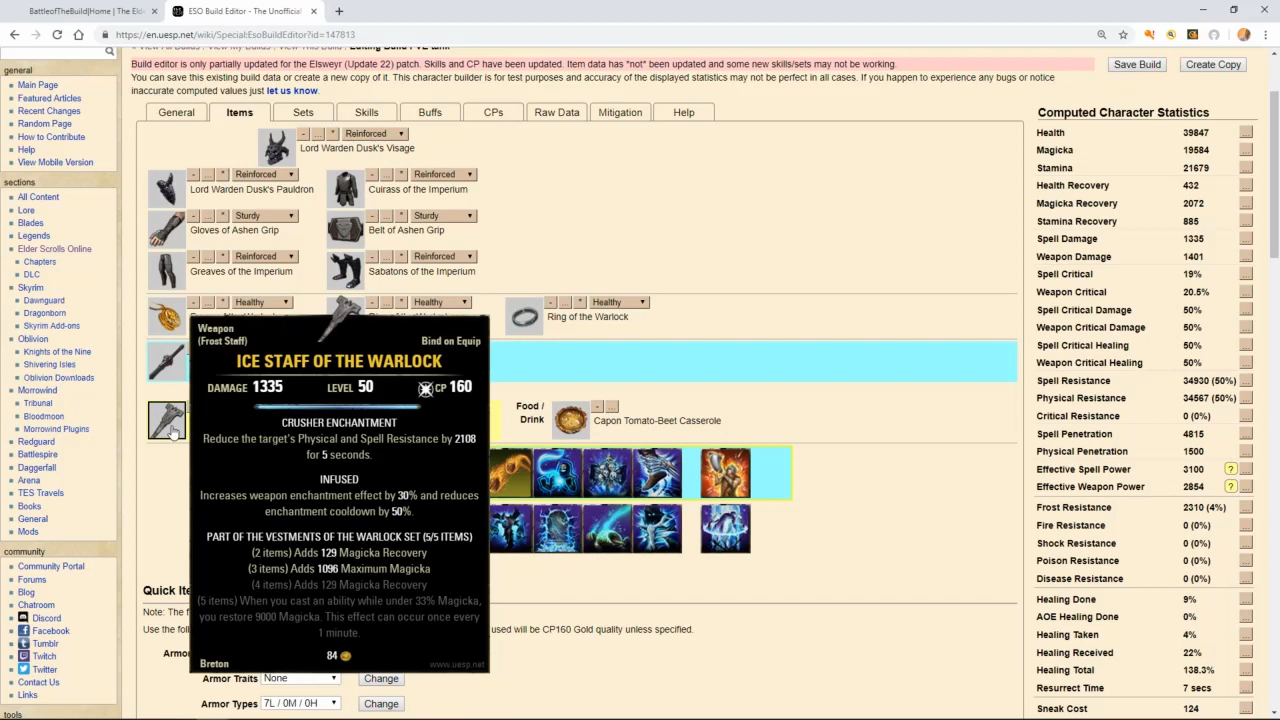 BattleofTheBuild|Home | The Eld
ESO Build Editor - The Unofficial
https://en.uesp.net/wiki/Special:EsoBuildEditor?id=147813
general
Main Page
Featured Articles
Recent Changes
Random Page
How to Contribute
Help
View Mobile Version
sections
All Content
Lore
Blades
Legends
Elder Scrolls Online
Chapters
DLC
Skyrim
Dawnguard
Dragonborn
Skyrim Add-ons
Oblivion
Knights of the Nine
Shivering Isles
Oblivion Downloads
Morrowind
Tribunal
Bloodmoon
Morrowind Plugins
Redguard
Battlespire
Daggerfall
Arena
TES Travels
Books
General
Mods
community
Community Portal
Forums
Blog
Chatroom
Discord
Facebook
Tumblr
Twitch
Twitter
Contact Us
Links
tools
Build editor is only partially updated for the Elsweyr (Update 22) patch. Skills and CP have been updated. Item data has *not* been updated and some new skills/sets may not be working.
You can save this existing build data or create a new copy of it. This character builder is for test purposes and accuracy of the displayed statistics may not be perfect in all cases. If you happen to experience any bugs or
inaccurate computed values just let us know.
Save Build
Create Copy
General Items Sets Skills Buffs CPs Raw Data Mitigation Help
- ... * Reinforced
Lord Warden Dusk's Visage
- ... * Reinforced
Lord Warden Dusk's Pauldron
- ... * Reinforced
Cuirass of the Imperium
- ... * Sturdy
Gloves of Ashen Grip
- ... * Sturdy
Belt of Ashen Grip
- ... * Reinforced
Greaves of the Imperium
- ... * Reinforced
Sabatons of the Imperium
- ... * Healthy
- ... * Healthy
- ... * Healthy
Ring of the Warlock
Weapon
(Frost Staff)
Bind on Equip
ICE STAFF OF THE WARLOCK
DAMAGE 1335 LEVEL 50 CP 160
CRUSHER ENCHANTMENT
Reduce the target's Physical and Spell Resistance by 2108
for 5 seconds.
INFUSED
Increases weapon enchantment effect by 30% and reduces
enchantment cooldown by 50%.
PART OF THE VESTMENTS OF THE WARLOCK SET (5/5 ITEMS)
(2 items) Adds 129 Magicka Recovery
(3 items) Adds 1096 Maximum Magicka
(4 items) Adds 129 Magicka Recovery
(5 items) When you cast an ability while under 33% Magicka,
you restore 9000 Magicka. This effect can occur once every
1 minute.
84
Breton
www.uesp.net
Food /
Drink
- ...
Capon Tomato-Beet Casserole
Quick Ite
Note: The f
Use the foll
used will be CP160 Gold quality unless specified.
Armo
Armor Traits None Change
Armor Types 7L / 0M / 0H Change
Computed Character Statistics
Health 39847 ...
Magicka 19584 ...
Stamina 21679 ...
Health Recovery 432 ...
Magicka Recovery 2072 ...
Stamina Recovery 885 ...
Spell Damage 1335 ...
Weapon Damage 1401 ...
Spell Critical 19% ...
Weapon Critical 20.5% ...
Spell Critical Damage 50% ...
Weapon Critical Damage 50% ...
Spell Critical Healing 50% ...
Weapon Critical Healing 50% ...
Spell Resistance 34930 (50%) ...
Physical Resistance 34567 (50%) ...
Critical Resistance 0 (0%) ...
Spell Penetration 4815 ...
Physical Penetration 1500 ...
Effective Spell Power 3100 ? ...
Effective Weapon Power 2854 ? ...
Frost Resistance 2310 (4%) ...
Fire Resistance 0 (0%) ...
Shock Resistance 0 (0%) ...
Poison Resistance 0 (0%) ...
Disease Resistance 0 (0%) ...
Healing Done 9% ...
AOE Healing Done 0% ...
Healing Taken 4% ...
Healing Received 22% ...
Healing Total 138.3% ...
Resurrect Time 7 secs ...
Sneak Cost 124 ...